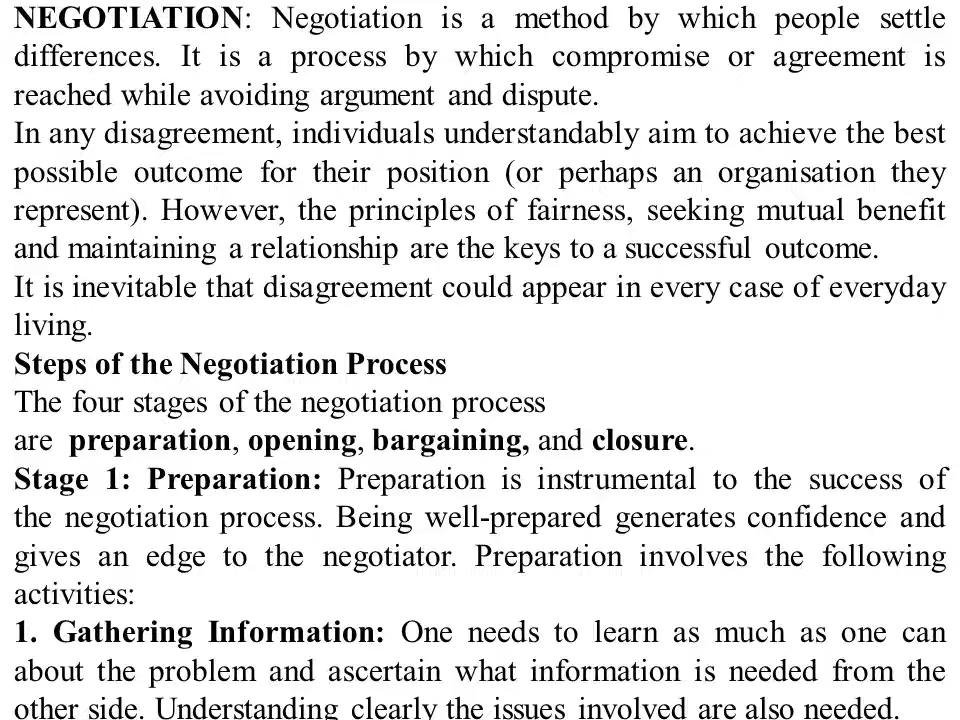 NEGOTIATION: Negotiation is a method by which people settle
differences. It is a process by which compromise or agreement is
reached while avoiding argument and dispute.
In any disagreement, individuals understandably aim to achieve the best
possible outcome for their position (or perhaps an organisation they
represent). However, the principles of fairness, seeking mutual benefit
and maintaining a relationship are the keys to a successful outcome.
It is inevitable that disagreement could appear in every case of everyday
living.
Steps of the Negotiation Process
The four stages of the negotiation process
are preparation, opening, bargaining, and closure.
Stage 1: Preparation: Preparation is instrumental to the success of
the negotiation process. Being well-prepared generates confidence and
gives an edge to the negotiator. Preparation involves the following
activities:
1. Gathering Information: One needs to learn as much as one can
about the problem and ascertain what information is needed from the
other side. Understanding clearly the issues involved are also needed.